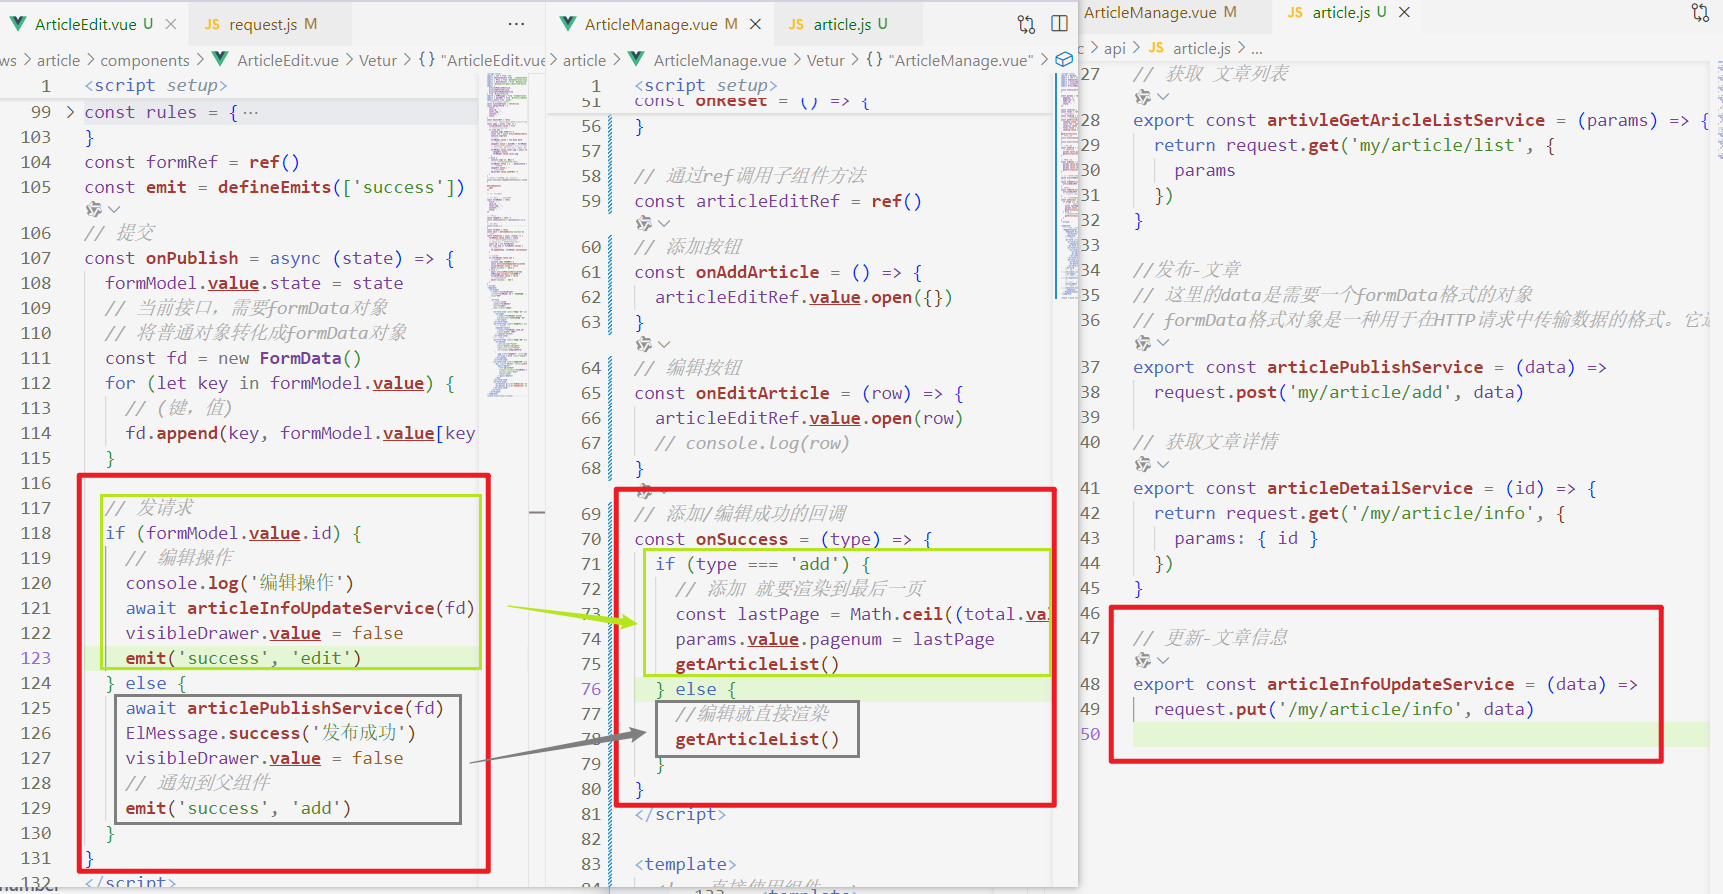 ArticleEdit.vue U
JS request.js M
ws > article > components > ArticleEdit.vue > Vetur > {} "ArticleEdit.vue
1 <script setup>
99 const rules = { ...
103 }
104 const formRef = ref()
105 const emit = defineEmits(['success'])
106 // 提交
107 const onPublish = async (state) => {
108 formModel.value.state = state
109 // 当前接口，需要formData对象
110 // 将普通对象转化成formData对象
111 const fd = new FormData()
112 for (let key in formModel.value) {
113 // (键，值)
114 fd.append(key, formModel.value[key
115 }
116
117 // 发请求
118 if (formModel.value.id) {
119 // 编辑操作
120 console.log('编辑操作')
121 await articleInfoUpdateService(fd)
122 visibleDrawer.value = false
123 emit('success', 'edit')
124 } else {
125 await articlePublishService(fd)
126 ElMessage.success('发布成功')
127 visibleDrawer.value = false
128 // 通知到父组件
129 emit('success', 'add')
130 }
131 }
132 </script>
ArticleManage.vue M
JS article.js U
article > ArticleManage.vue > Vetur > {} "ArticleManage.vue" >
1 <script setup>
51 const onReset = () => {
56 }
57
58 // 通过ref调用子组件方法
59 const articleEditRef = ref()
60 // 添加按钮
61 const onAddArticle = () => {
62 articleEditRef.value.open({})
63 }
64 // 编辑按钮
65 const onEditArticle = (row) => {
66 articleEditRef.value.open(row)
67 // console.log(row)
68 }
69 // 添加/编辑成功的回调
70 const onSuccess = (type) => {
71 if (type === 'add') {
72 // 添加 就要渲染到最后一页
73 const lastPage = Math.ceil((total.va
74 params.value.pagenum = lastPage
75 getArticleList()
76 } else {
77 //编辑就直接渲染
78 getArticleList()
79 }
80 }
81 </script>
82
83 <template>
ArticleManage.vue M
JS article.js U
c > api > JS article.js > ...
27 // 获取 文章列表
28 export const artivleGetAricleListService = (params) => {
29 return request.get('my/article/list', {
30 params
31 })
32 }
33
34 //发布-文章
35 // 这里的data是需要一个formData格式的对象
36 // formData格式对象是一种用于在HTTP请求中传输数据的格式。它
37 export const articlePublishService = (data) =>
38 request.post('my/article/add', data)
39
40 // 获取文章详情
41 export const articleDetailService = (id) => {
42 return request.get('/my/article/info', {
43 params: { id }
44 })
45 }
46
47 // 更新-文章信息
48 export const articleInfoUpdateService = (data) =>
49 request.put('/my/article/info', data)
50